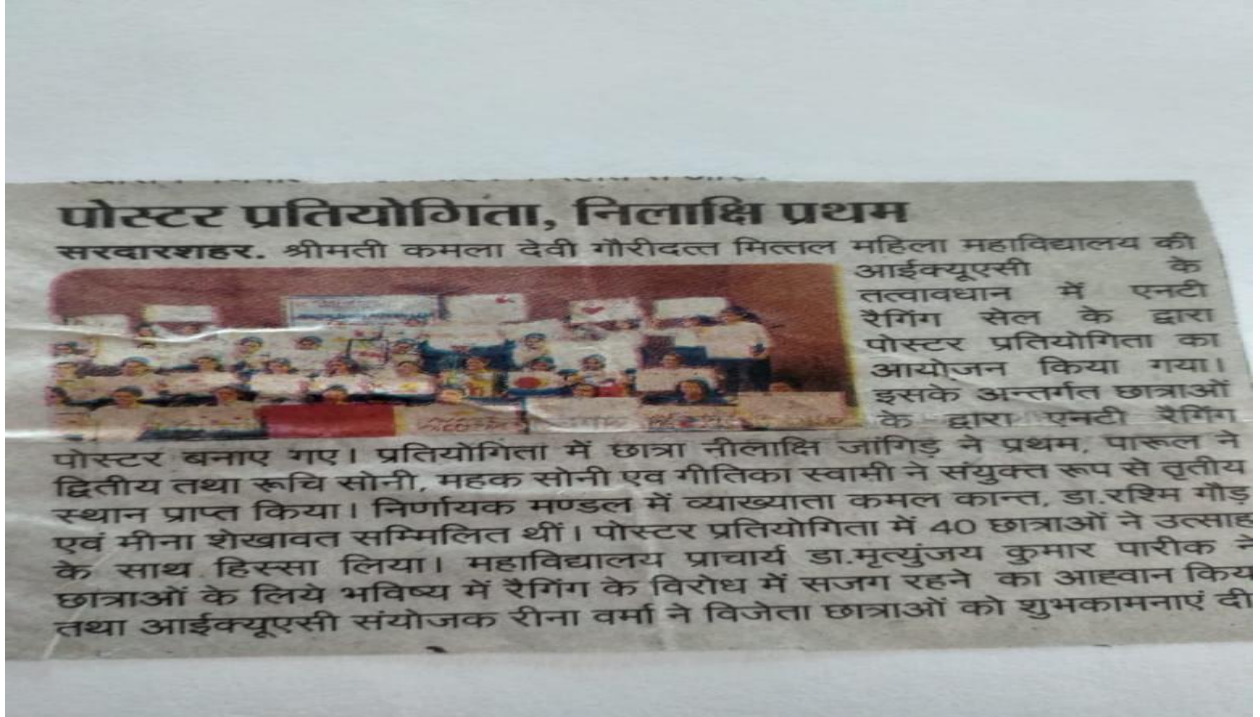 पोस्टर प्रतियोगिता, निलाक्षि प्रथम
सरदारशहर. श्रीमती कमला देवी गौरीदत्त मित्तल महिला महाविद्यालय की
आईक्यूएसी के
तत्वावधान में एनटी
रैगिंग सेल के द्वारा
पोस्टर प्रतियोगिता का
आयोजन किया गया।
इसके अन्तर्गत छात्राओं
के द्वारा एनटी रैगिंग
पोस्टर बनाए गए। प्रतियोगिता में छात्रा नीलाक्षि जांगिड़ ने प्रथम, पारूल ने
द्वितीय तथा रूचि सोनी, महक सोनी एव गीतिका स्वामी ने संयुक्त रूप से तृतीय
स्थान प्राप्त किया। निर्णायक मण्डल में व्याख्याता कमल कान्त, डा.रश्मि गौड़
एवं मीना शेखावत सम्मिलित थीं। पोस्टर प्रतियोगिता में 40 छात्राओं ने उत्साह
के साथ हिस्सा लिया। महाविद्यालय प्राचार्य डा.मृत्युंजय कुमार पारीक ने
छात्राओं के लिये भविष्य में रैगिंग के विरोध में सजग रहने का आह्वान किय
तथा आईक्यूएसी संयोजक रीना वर्मा ने विजेता छात्राओं को शुभकामनाएं दी